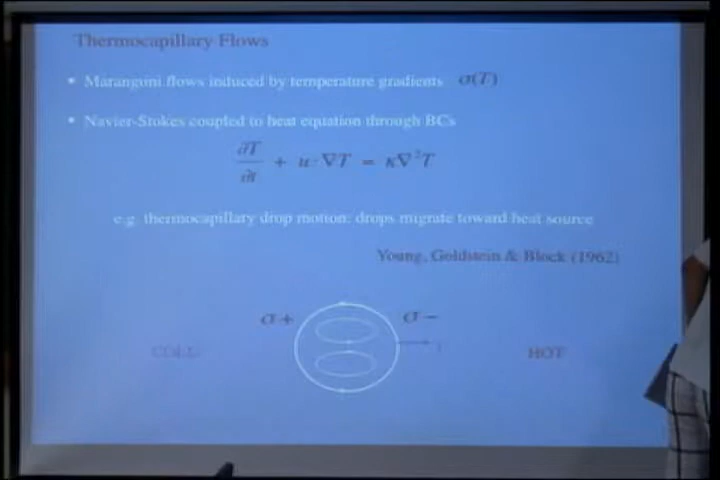 Thermocapillary Flows
• Marangoni flows induced by temperature gradients σ(T)
• Navier-Stokes coupled to heat equation through BCs
∂T/∂t + u·∇T = κ∇²T
e.g. thermocapillary drop motion: drops migrate toward heat source
Young, Goldstein & Block (1962)
σ+ σ−
COLD HOT